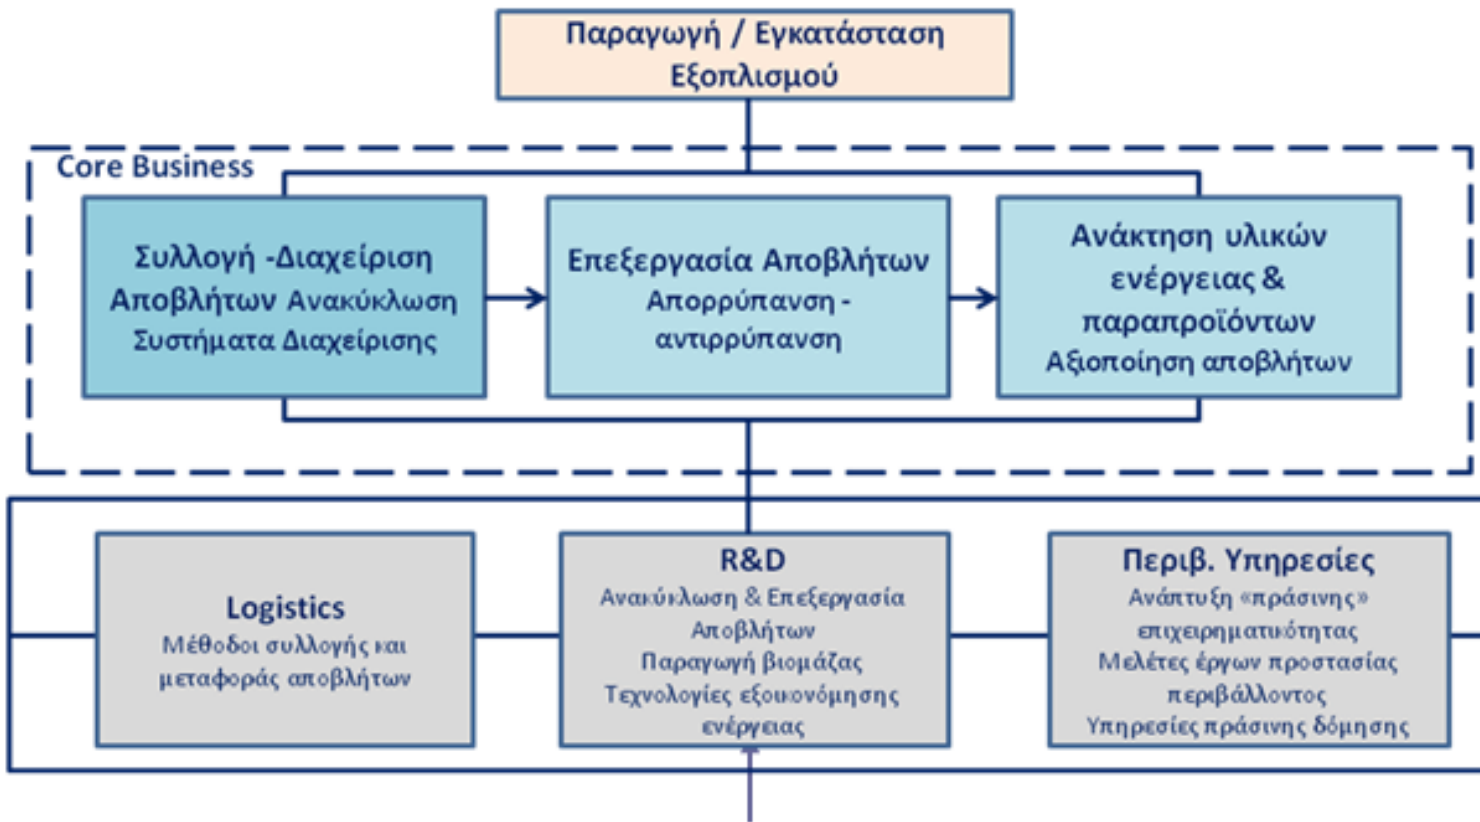 Παραγωγή / Εγκατάσταση
Εξοπλισμού
Core Business
Συλλογή -Διαχείριση
Αποβλήτων Ανακύκλωση
Συστήματα Διαχείρισης
Επεξεργασία Αποβλήτων
Απορρύπανση -
αντιρρύπανση
Ανάκτηση υλικών
ενέργειας &
παραπροϊόντων
Αξιοποίηση αποβλήτων
Logistics
Μέθοδοι συλλογής και
μεταφοράς αποβλήτων
R&D
Ανακύκλωση & Επεξεργασία
Αποβλήτων
Παραγωγή βιομάζας
Τεχνολογίες εξοικονόμησης
ενέργειας
Περιβ. Υπηρεσίες
Ανάπτυξη «πράσινης»
επιχειρηματικότητας
Μελέτες έργων προστασίας
περιβάλλοντος
Υπηρεσίες πράσινης δόμησης